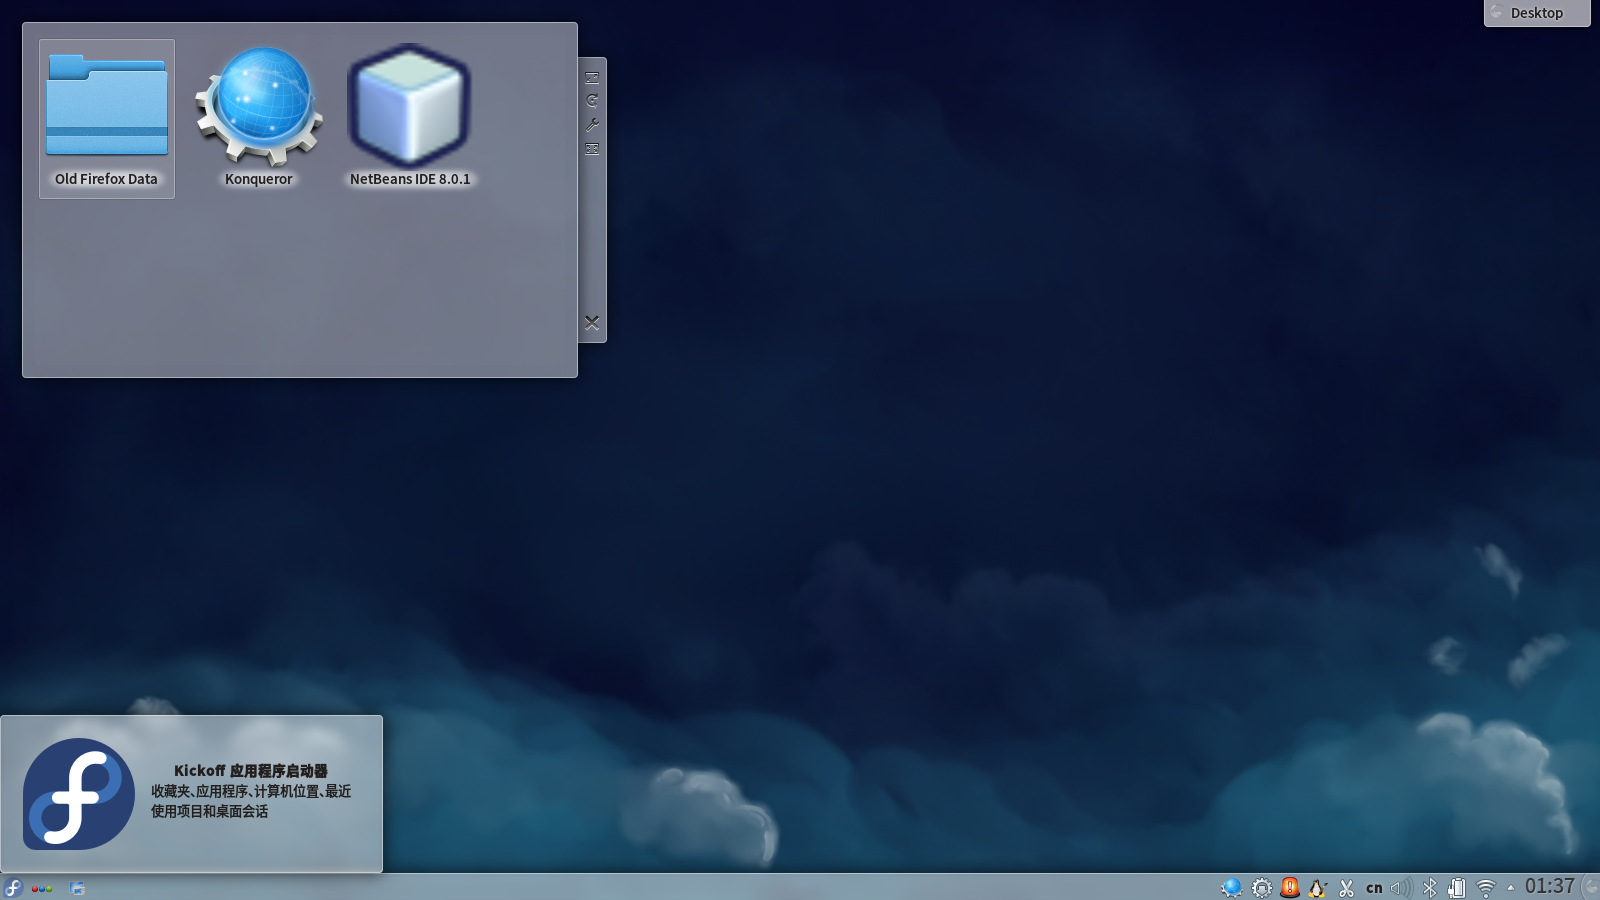 Desktop
Old Firefox Data
Konqueror
NetBeans IDE 8.0.1
Kickoff 应用程序启动器
收藏夹、应用程序、计算机位置、最近
使用项目和桌面会话
cn
01:37